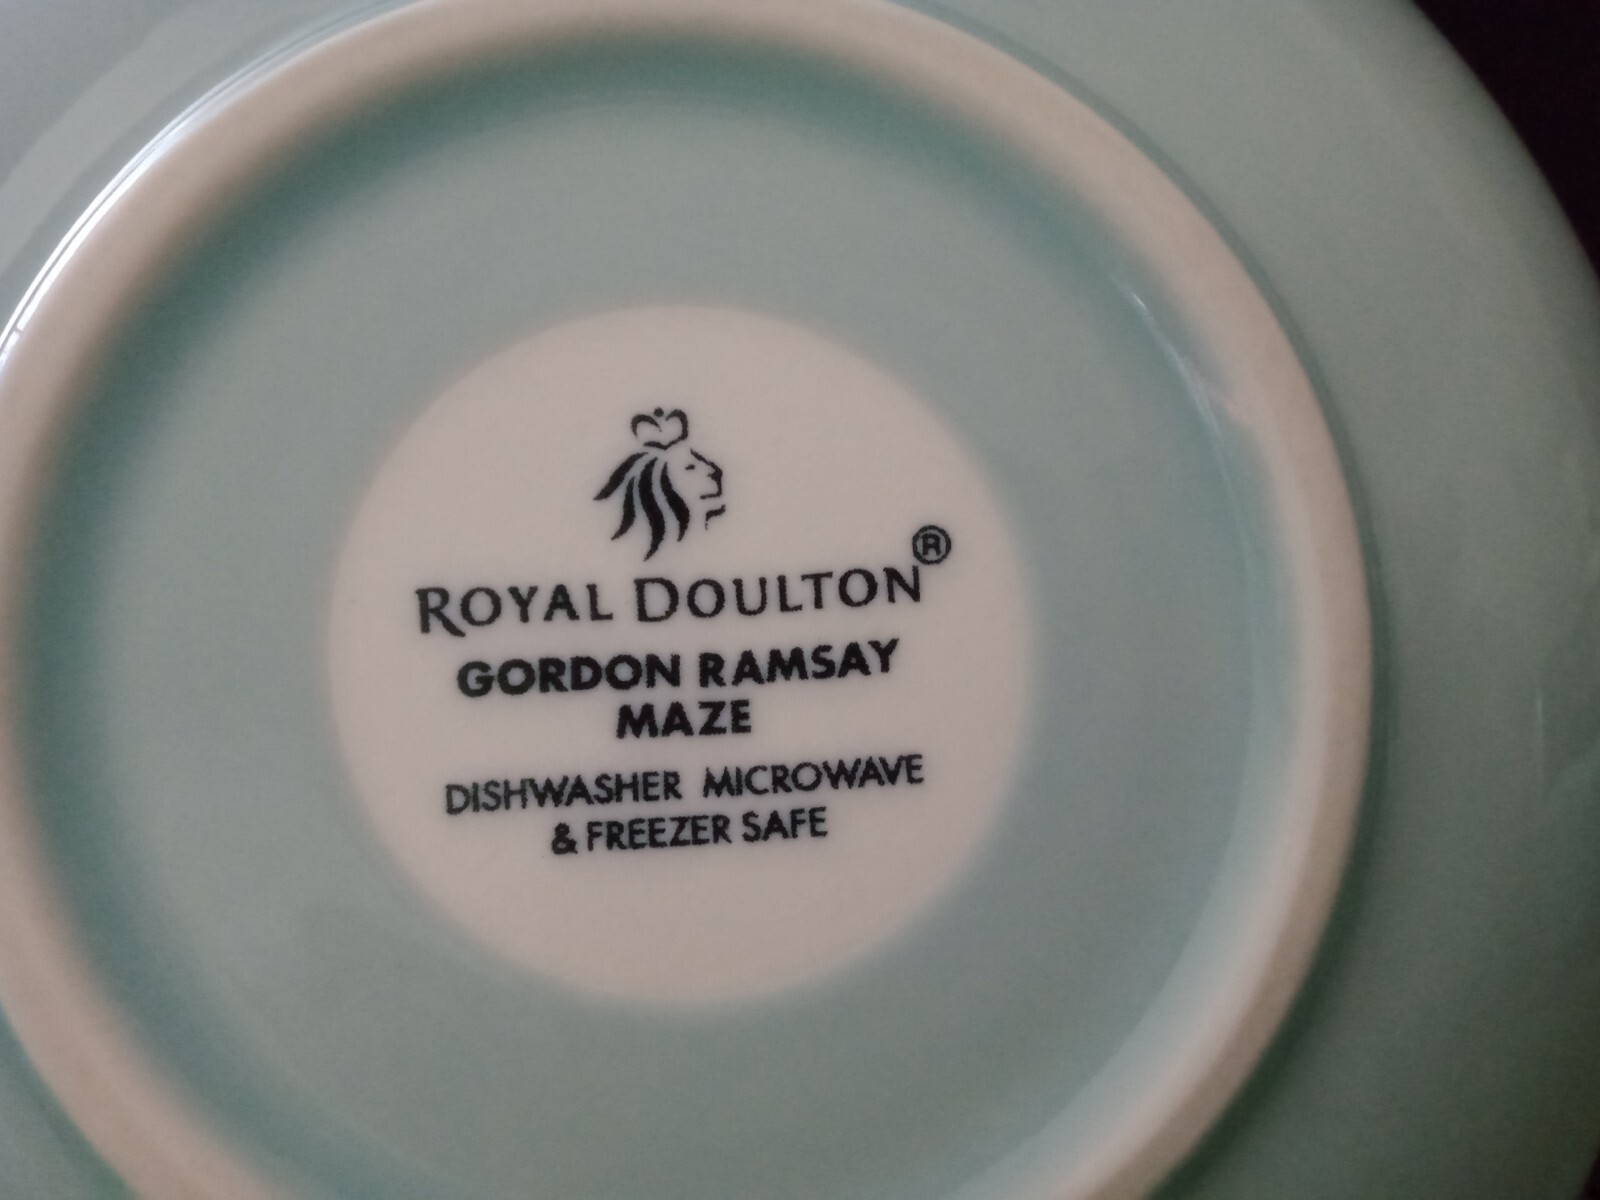 ROYAL DOULTON®
GORDON RAMSAY
MAZE
DISHWASHER MICROWAVE
& FREEZER SAFE